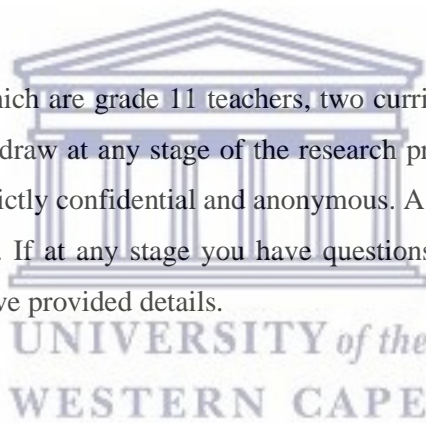 hich are grade 11 teachers, two curri
draw at any stage of the research pr
ictly confidential and anonymous. A
. If at any stage you have questions
ve provided details.
UNIVERSITY of the
WESTERN CAPE